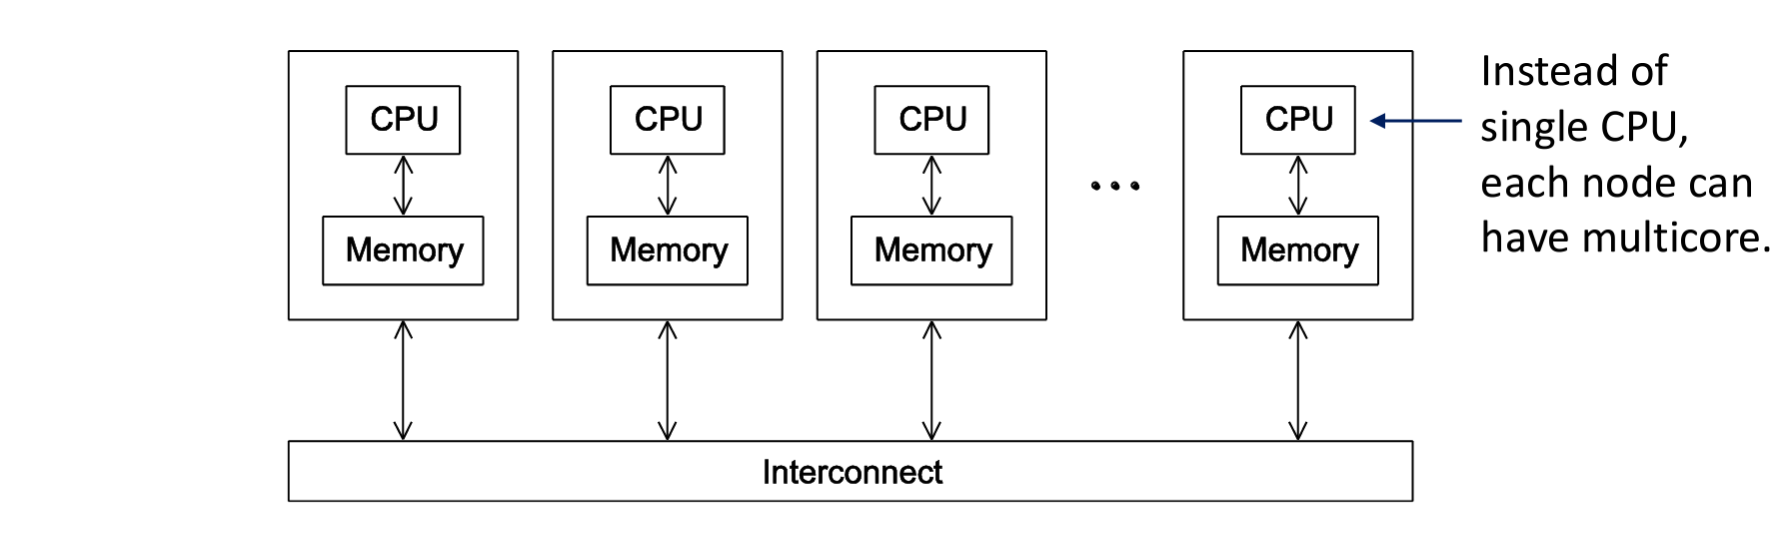 CPU
CPU
CPU
CPU
Memory
Memory
Memory
Memory
...
Interconnect
Instead of
single CPU,
each node can
have multicore.